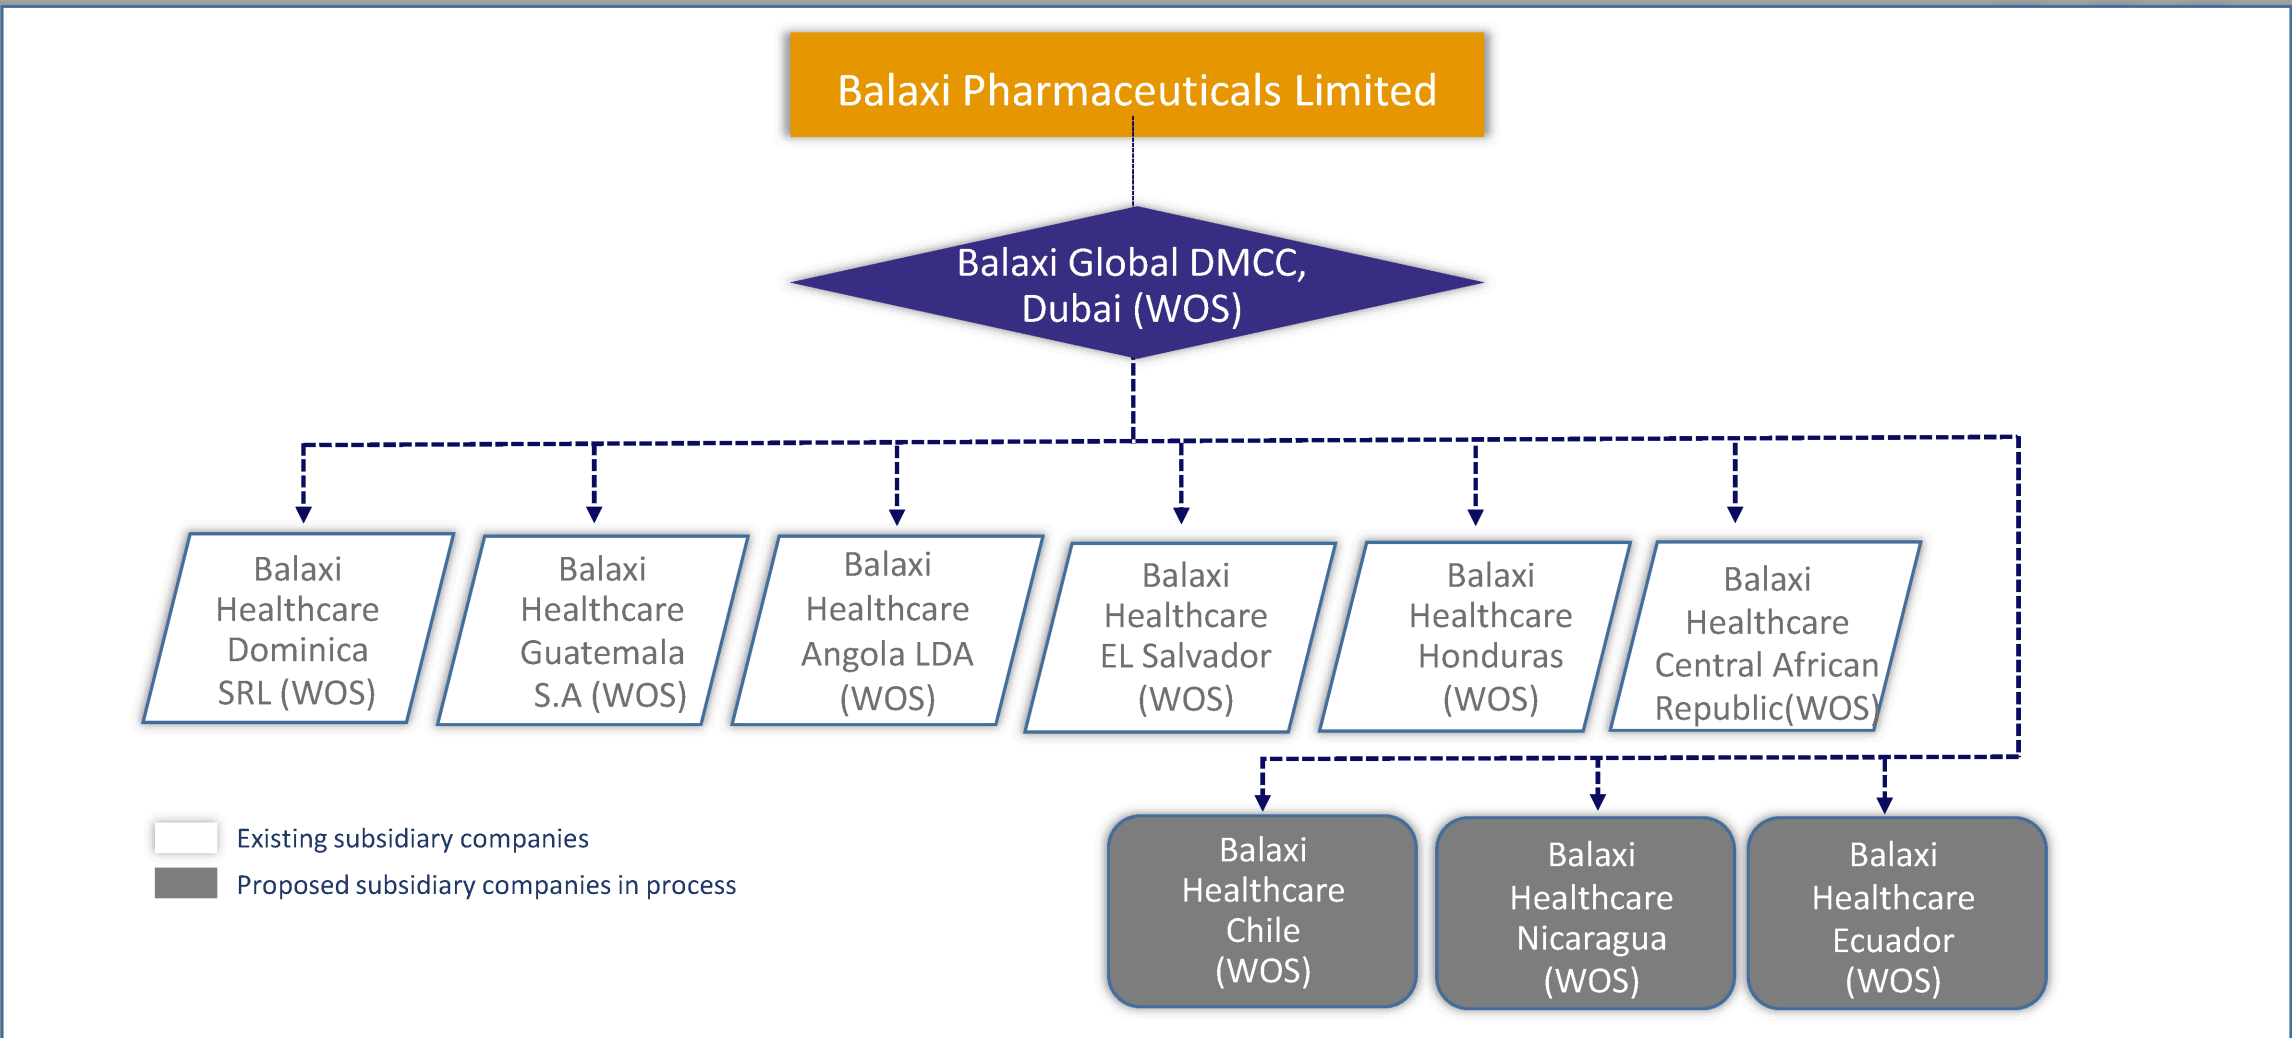 Balaxi Pharmaceuticals Limited
Balaxi Global DMCC,
Dubai (WOS)
Balaxi
Healthcare
Dominica
SRL (WOS)
Balaxi
Healthcare
Guatemala
S.A (WOS)
Balaxi
Healthcare
Angola LDA
(WOS)
Balaxi
Healthcare
EL Salvador
(WOS)
Balaxi
Healthcare
Honduras
(WOS)
Balaxi
Healthcare
Central African
Republic(WOS)
Existing subsidiary companies
Proposed subsidiary companies in process
Balaxi
Healthcare
Chile
(WOS)
Balaxi
Healthcare
Nicaragua
(WOS)
Balaxi
Healthcare
Ecuador
(WOS)